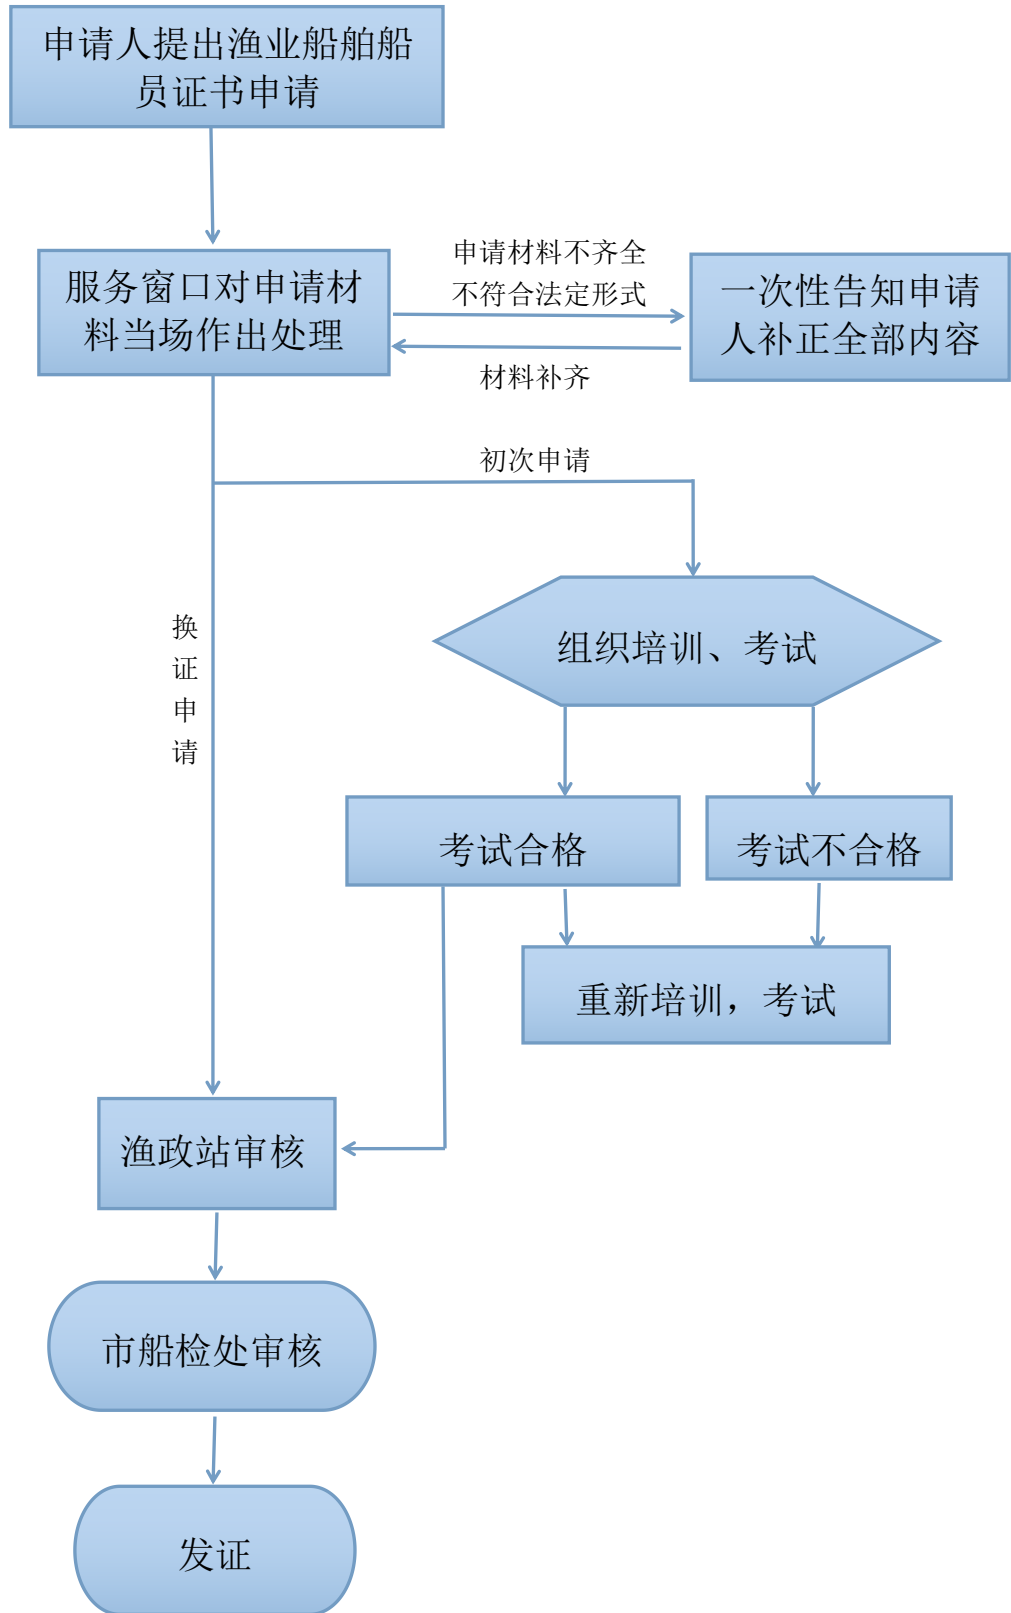 申请人提出渔业船舶船
员证书申请
服务窗口对申请材
料当场作出处理
申请材料不齐全
不符合法定形式
一次性告知申请
人补正全部内容
材料补齐
初次申请
换
证
申
请
组织培训、考试
考试合格
考试不合格
重新培训，考试
渔政站审核
市船检处审核
发证